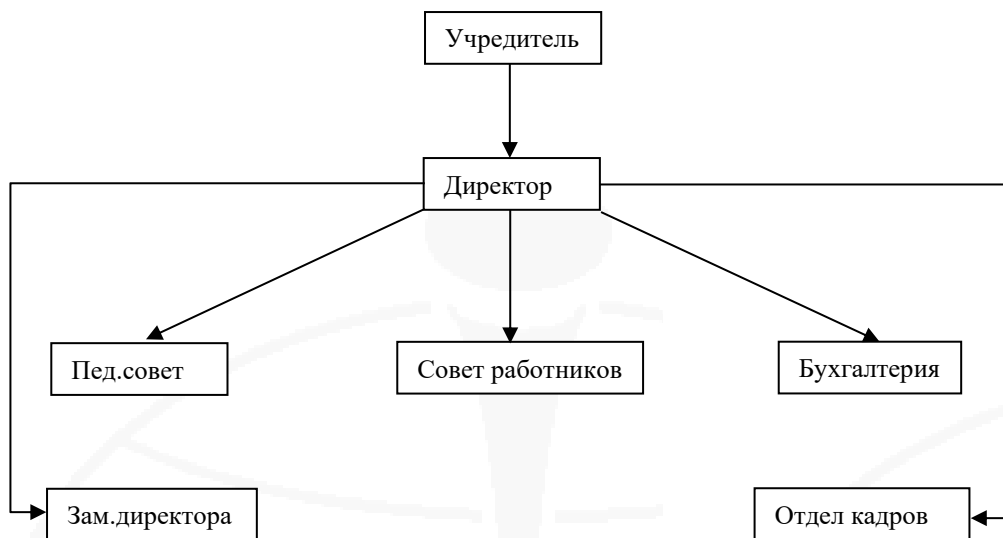 Учредитель
Директор
Пед.совет
Совет работников
Бухгалтерия
Зам.директора
Отдел кадров